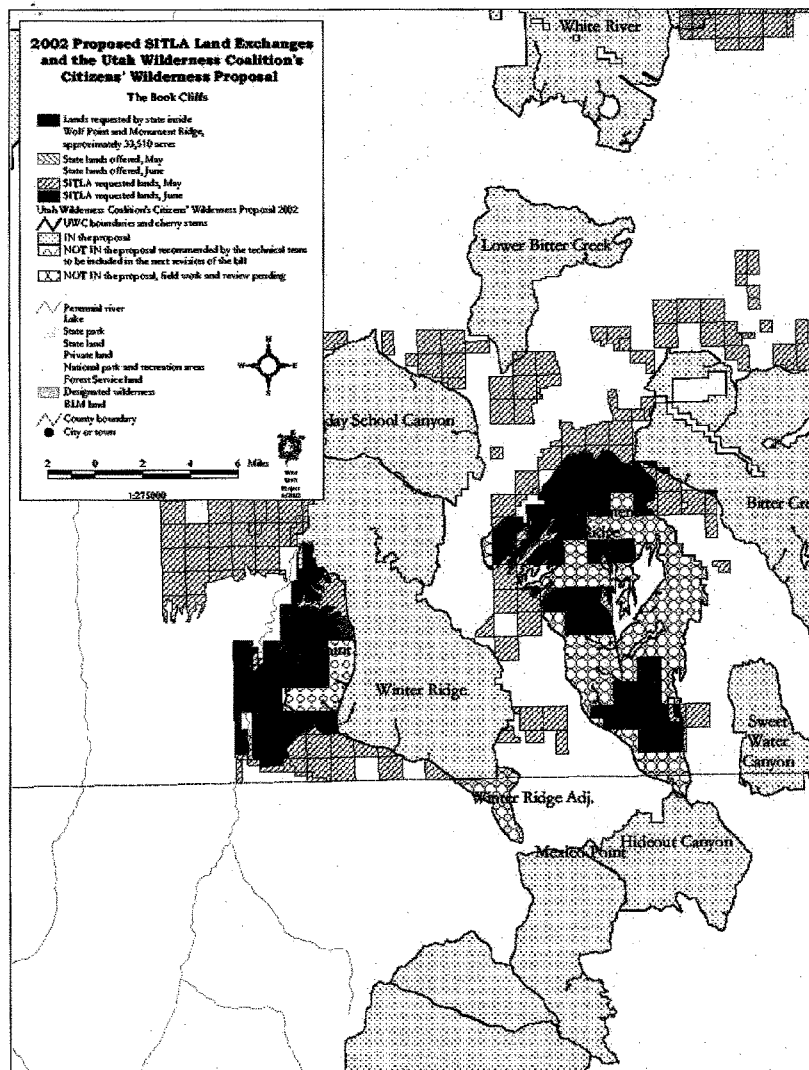 2002 Proposed SITLA Land Exchanges
and the Utah Wilderness Coalition's
Citizens' Wilderness Proposal
The Book Cliffs
Lands requested by state inside
Wolf Point and Monument Ridge,
approximately 33,510 acres
State lands offered, May
State lands offered, June
SITLA requested lands, May
SITLA requested lands, June
Utah Wilderness Coalition's Citizens' Wilderness Proposal 2002
UWC boundaries and cherry stems
IN the proposal
NOT IN the proposal recommended by the technical team
to be included in the next revision of the bill
NOT IN the proposal, field work and review pending
Perennial river
Lake
State park
State land
Private land
National park and recreation areas
Forest Service land
Designated wilderness
BLM land
County boundary
City or town
N
W E
S
2 0 2 4 6 Miles
1:275000
White River
Lower Bitter Creek
day School Canyon
Bitter Cre
Winter Ridge
Sweet
Water
Canyon
Winter Ridge Adj.
Mexico Point
Hideout Canyon